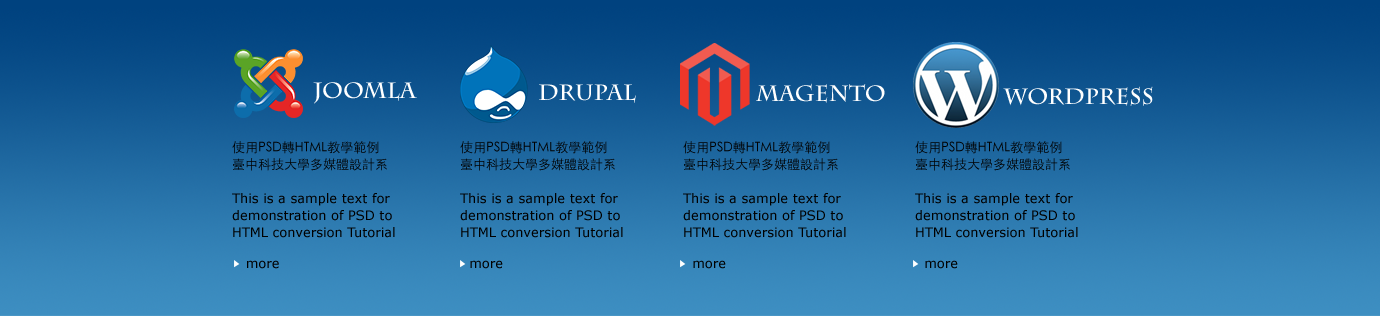 JOOMLA
使用PSD轉HTML教學範例
臺中科技大學多媒體設計系
This is a sample text for
demonstration of PSD to
HTML conversion Tutorial
more
DRUPAL
使用PSD轉HTML教學範例
臺中科技大學多媒體設計系
This is a sample text for
demonstration of PSD to
HTML conversion Tutorial
more
MAGENTO
使用PSD轉HTML教學範例
臺中科技大學多媒體設計系
This is a sample text for
demonstration of PSD to
HTML conversion Tutorial
more
WORDPRESS
使用PSD轉HTML教學範例
臺中科技大學多媒體設計系
This is a sample text for
demonstration of PSD to
HTML conversion Tutorial
more